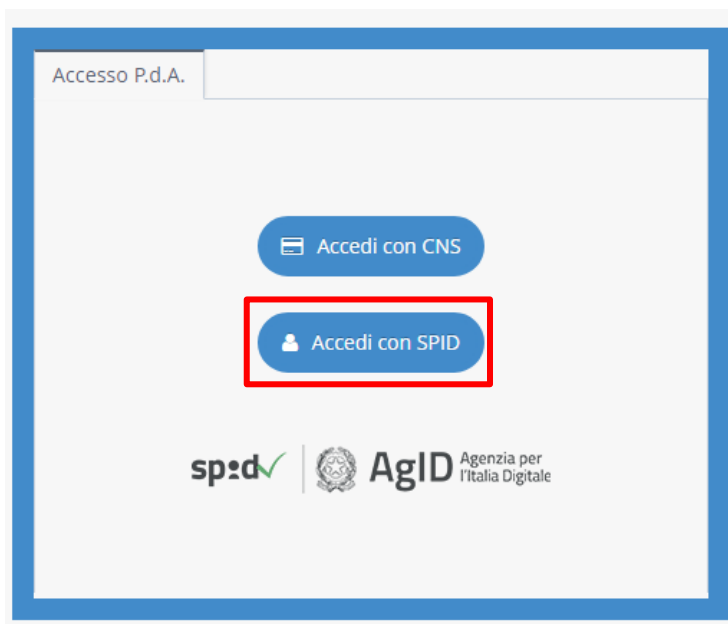 Accesso P.d.A.
Accedi con CNS
Accedi con SPID
spid
AgID Agenzia per
l'Italia Digitale